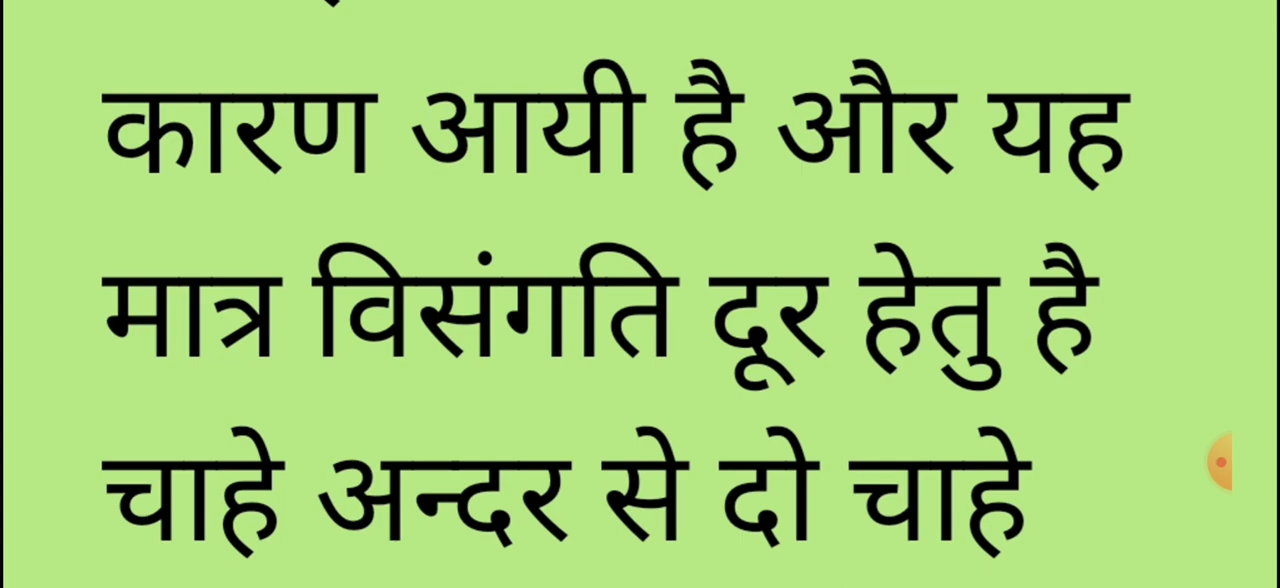 कारण आयी है और यह
मात्र विसंगति दूर हेतु है
चाहे अन्दर से दो चाहे